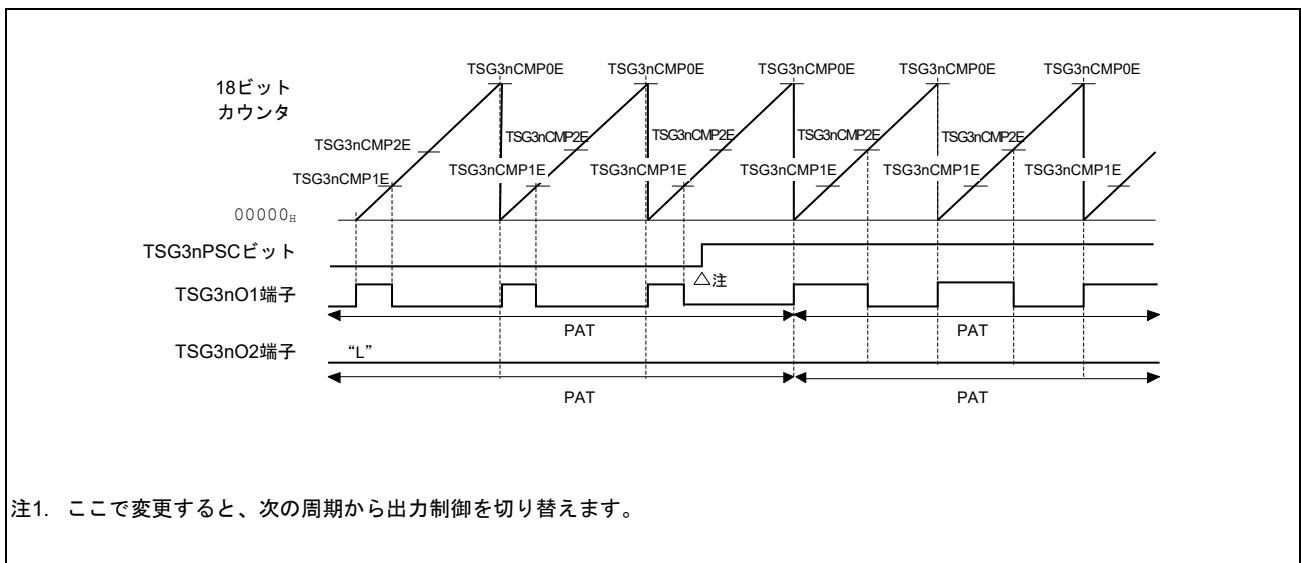 TSG3nCMP0E TSG3nCMP0E TSG3nCMP0E TSG3nCMP0E TSG3nCMP0E
18ビット
カウンタ
TSG3nCMP2E TSG3nCMP2E TSG3nCMP2E TSG3nCMP2E TSG3nCMP2E
TSG3nCMP1E TSG3nCMP1E TSG3nCMP1E TSG3nCMP1E TSG3nCMP1E TSG3nCMP1E
00000H
TSG3nPSCビット
△注
TSG3nO1端子
PAT PAT
TSG3nO2端子 “L”
PAT PAT
注1. ここで変更すると、次の周期から出力制御を切り替えます。